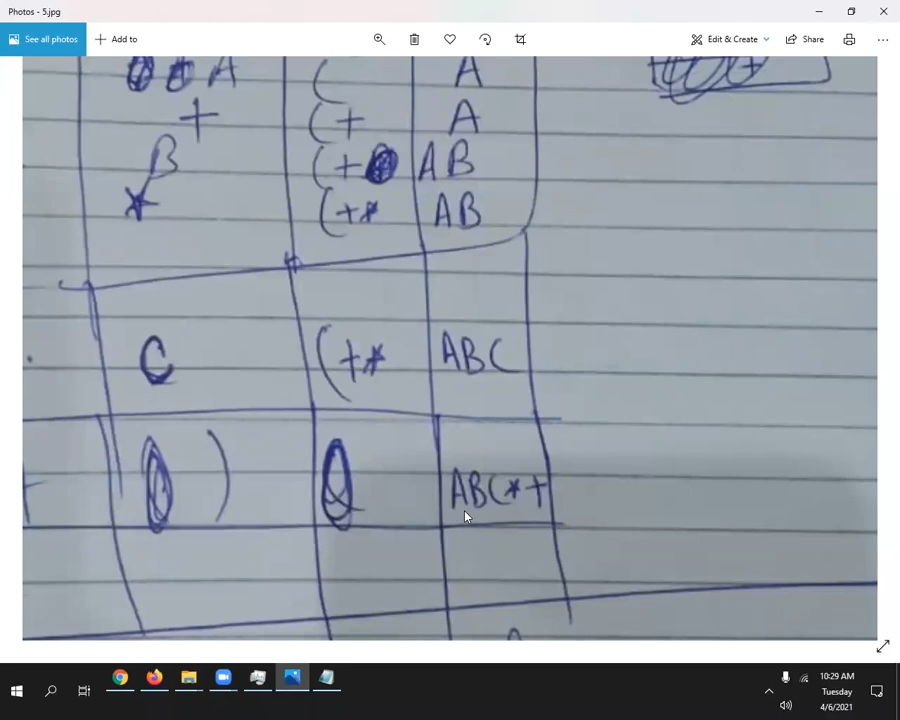 Photos - 5.jpg
See all photos
Add to
Edit & Create
Share
A ( A
+ (+ A
B (+ AB
* (+* AB
C (+* ABC
) ABC*+
10:29 AM
Tuesday
4/6/2021